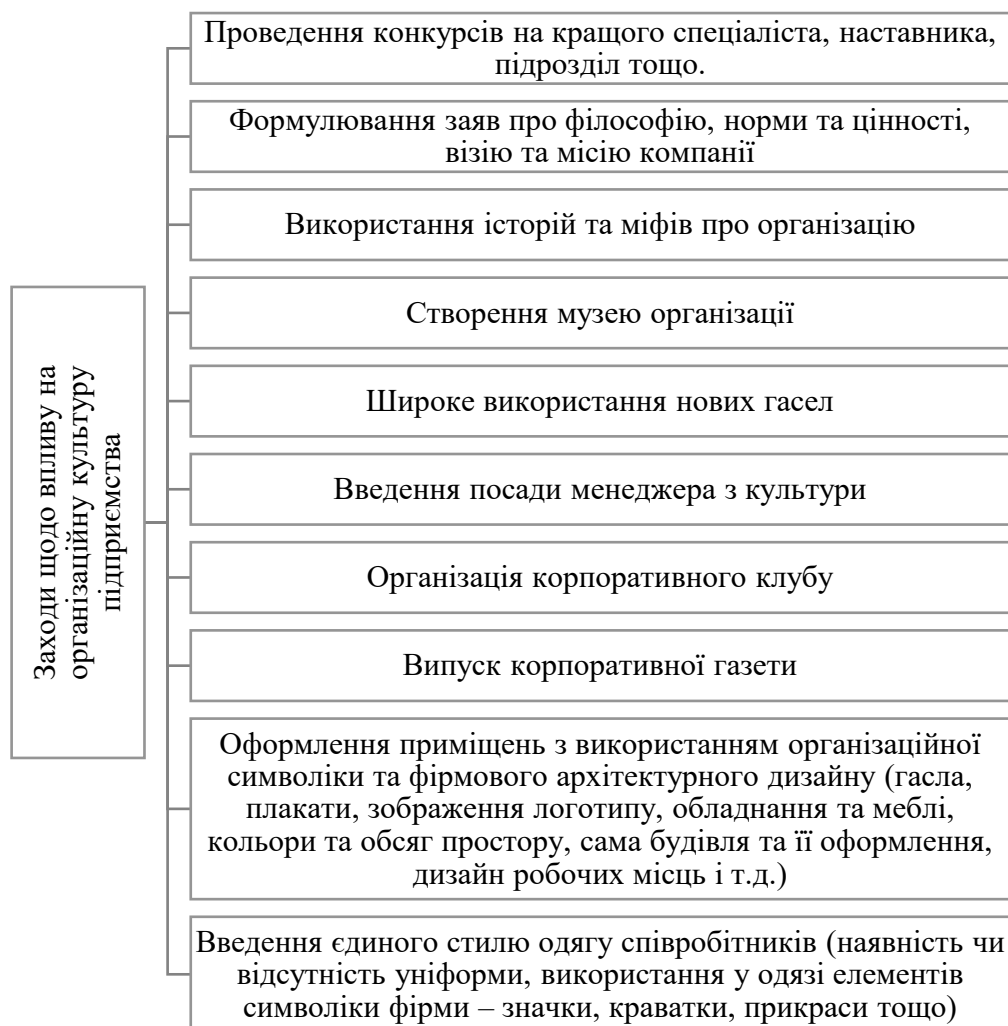 Заходи щодо впливу на
організаційну культуру
підприємства
Проведення конкурсів на кращого спеціаліста, наставника,
підрозділ тощо.
Формулювання заяв про філософію, норми та цінності,
візію та місію компанії
Використання історій та міфів про організацію
Створення музею організації
Широке використання нових гасел
Введення посади менеджера з культури
Організація корпоративного клубу
Випуск корпоративної газети
Оформлення приміщень з використанням організаційної
символіки та фірмового архітектурного дизайну (гасла,
плакати, зображення логотипу, обладнання та меблі,
кольори та обсяг простору, сама будівля та її оформлення,
дизайн робочих місць і т.д.)
Введення єдиного стилю одягу співробітників (наявність чи
відсутність уніформи, використання у одязі елементів
символіки фірми – значки, краватки, прикраси тощо)